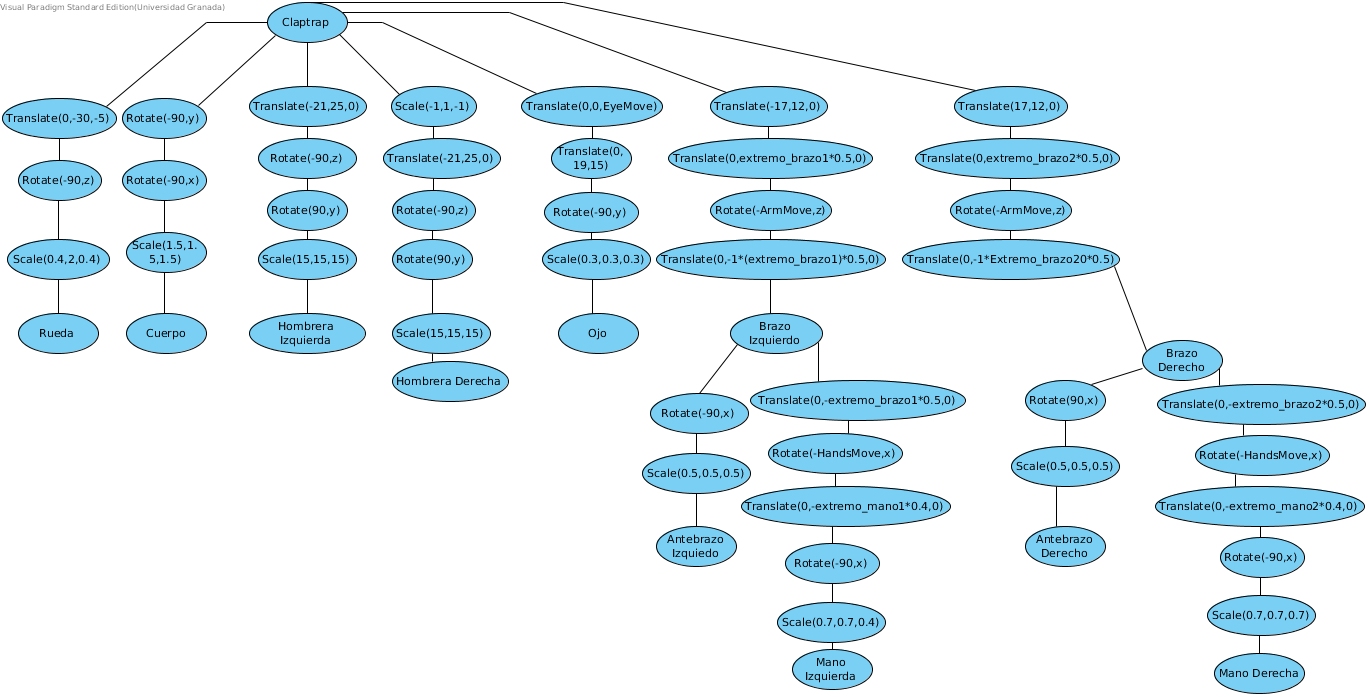 Visual Paradigm Standard Edition(Universidad Granada)
Claptrap
Translate(0,-30,-5)
Rotate(-90,z)
Scale(0.4,2,0.4)
Rueda
Rotate(-90,y)
Rotate(-90,x)
Scale(1.5,1.
5,1.5)
Cuerpo
Translate(-21,25,0)
Rotate(-90,z)
Rotate(90,y)
Scale(15,15,15)
Hombrera
Izquierda
Scale(-1,1,-1)
Translate(-21,25,0)
Rotate(-90,z)
Rotate(90,y)
Scale(15,15,15)
Hombrera Derecha
Translate(0,0,EyeMove)
Translate(0,
19,15)
Rotate(-90,y)
Scale(0.3,0.3,0.3)
Ojo
Translate(-17,12,0)
Translate(0,extremo_brazo1*0.5,0)
Rotate(-ArmMove,z)
Translate(0,-1*(extremo_brazo1)*0.5,0)
Brazo
Izquierdo
Rotate(-90,x)
Scale(0.5,0.5,0.5)
Antebrazo
Izquiedo
Translate(0,-extremo_brazo1*0.5,0)
Rotate(-HandsMove,x)
Translate(0,-extremo_mano1*0.4,0)
Rotate(-90,x)
Scale(0.7,0.7,0.4)
Mano
Izquierda
Translate(17,12,0)
Translate(0,extremo_brazo2*0.5,0)
Rotate(-ArmMove,z)
Translate(0,-1*Extremo_brazo20*0.5)
Brazo
Derecho
Rotate(90,x)
Scale(0.5,0.5,0.5)
Antebrazo
Derecho
Translate(0,-extremo_brazo2*0.5,0)
Rotate(-HandsMove,x)
Translate(0,-extremo_mano2*0.4,0)
Rotate(-90,x)
Scale(0.7,0.7,0.7)
Mano Derecha